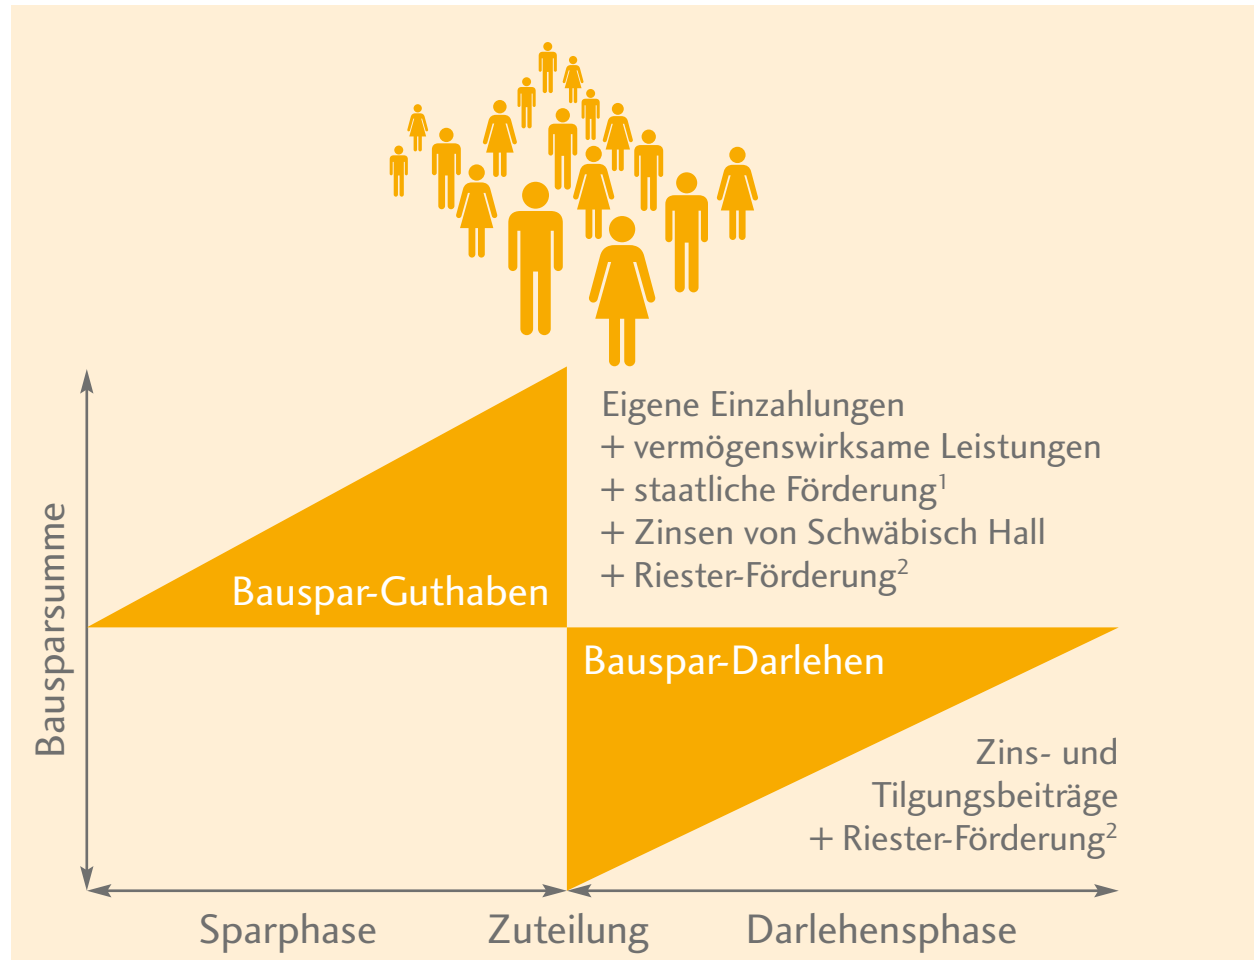 Eigene Einzahlungen
+ vermögenswirksame Leistungen
+ staatliche Förderung¹
+ Zinsen von Schwäbisch Hall
+ Riester-Förderung²
Bauspar-Guthaben
Bausparsumme
Bauspar-Darlehen
Zins- und
Tilgungsbeiträge
+ Riester-Förderung²
Sparphase
Zuteilung
Darlehensphase